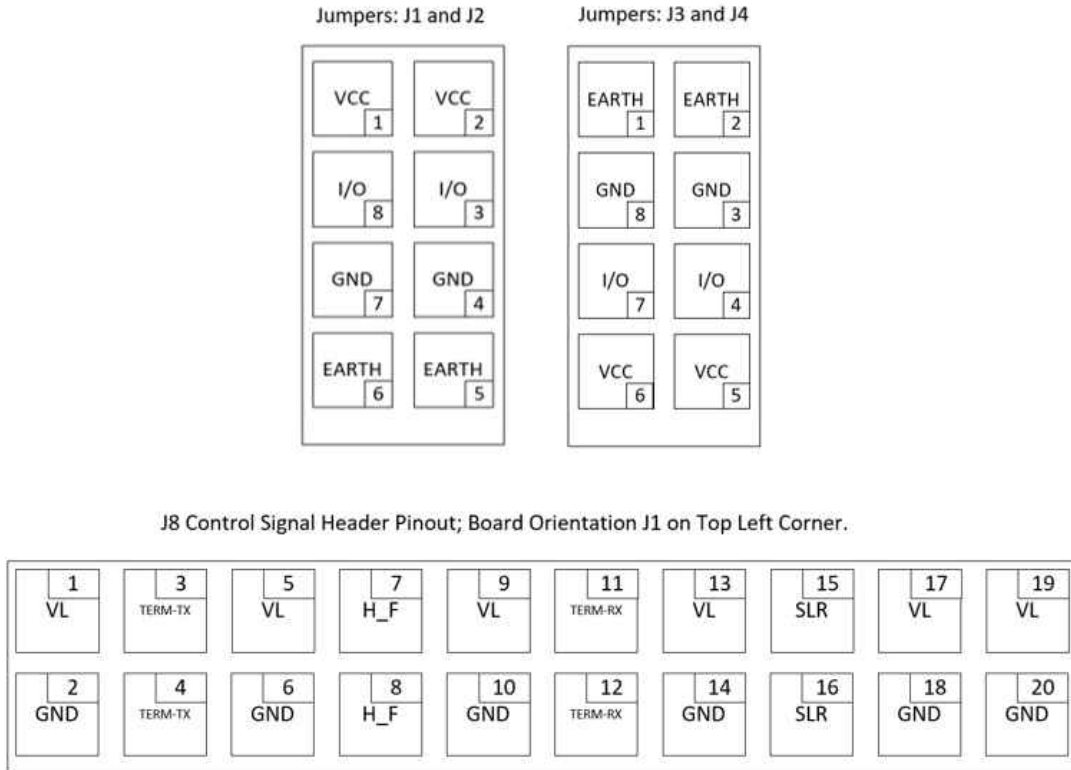 Jumpers: J1 and J2
Jumpers: J3 and J4
VCC 1 VCC 2
I/O 8 I/O 3
GND 7 GND 4
EARTH 6 EARTH 5
EARTH 1 EARTH 2
GND 8 GND 3
I/O 7 I/O 4
VCC 6 VCC 5
J8 Control Signal Header Pinout; Board Orientation J1 on Top Left Corner.
1 3 5 7 9 11 13 15 17 19
VL TERM-TX VL H_F VL TERM-RX VL SLR VL VL
2 4 6 8 10 12 14 16 18 20
GND TERM-TX GND H_F GND TERM-RX GND SLR GND GND